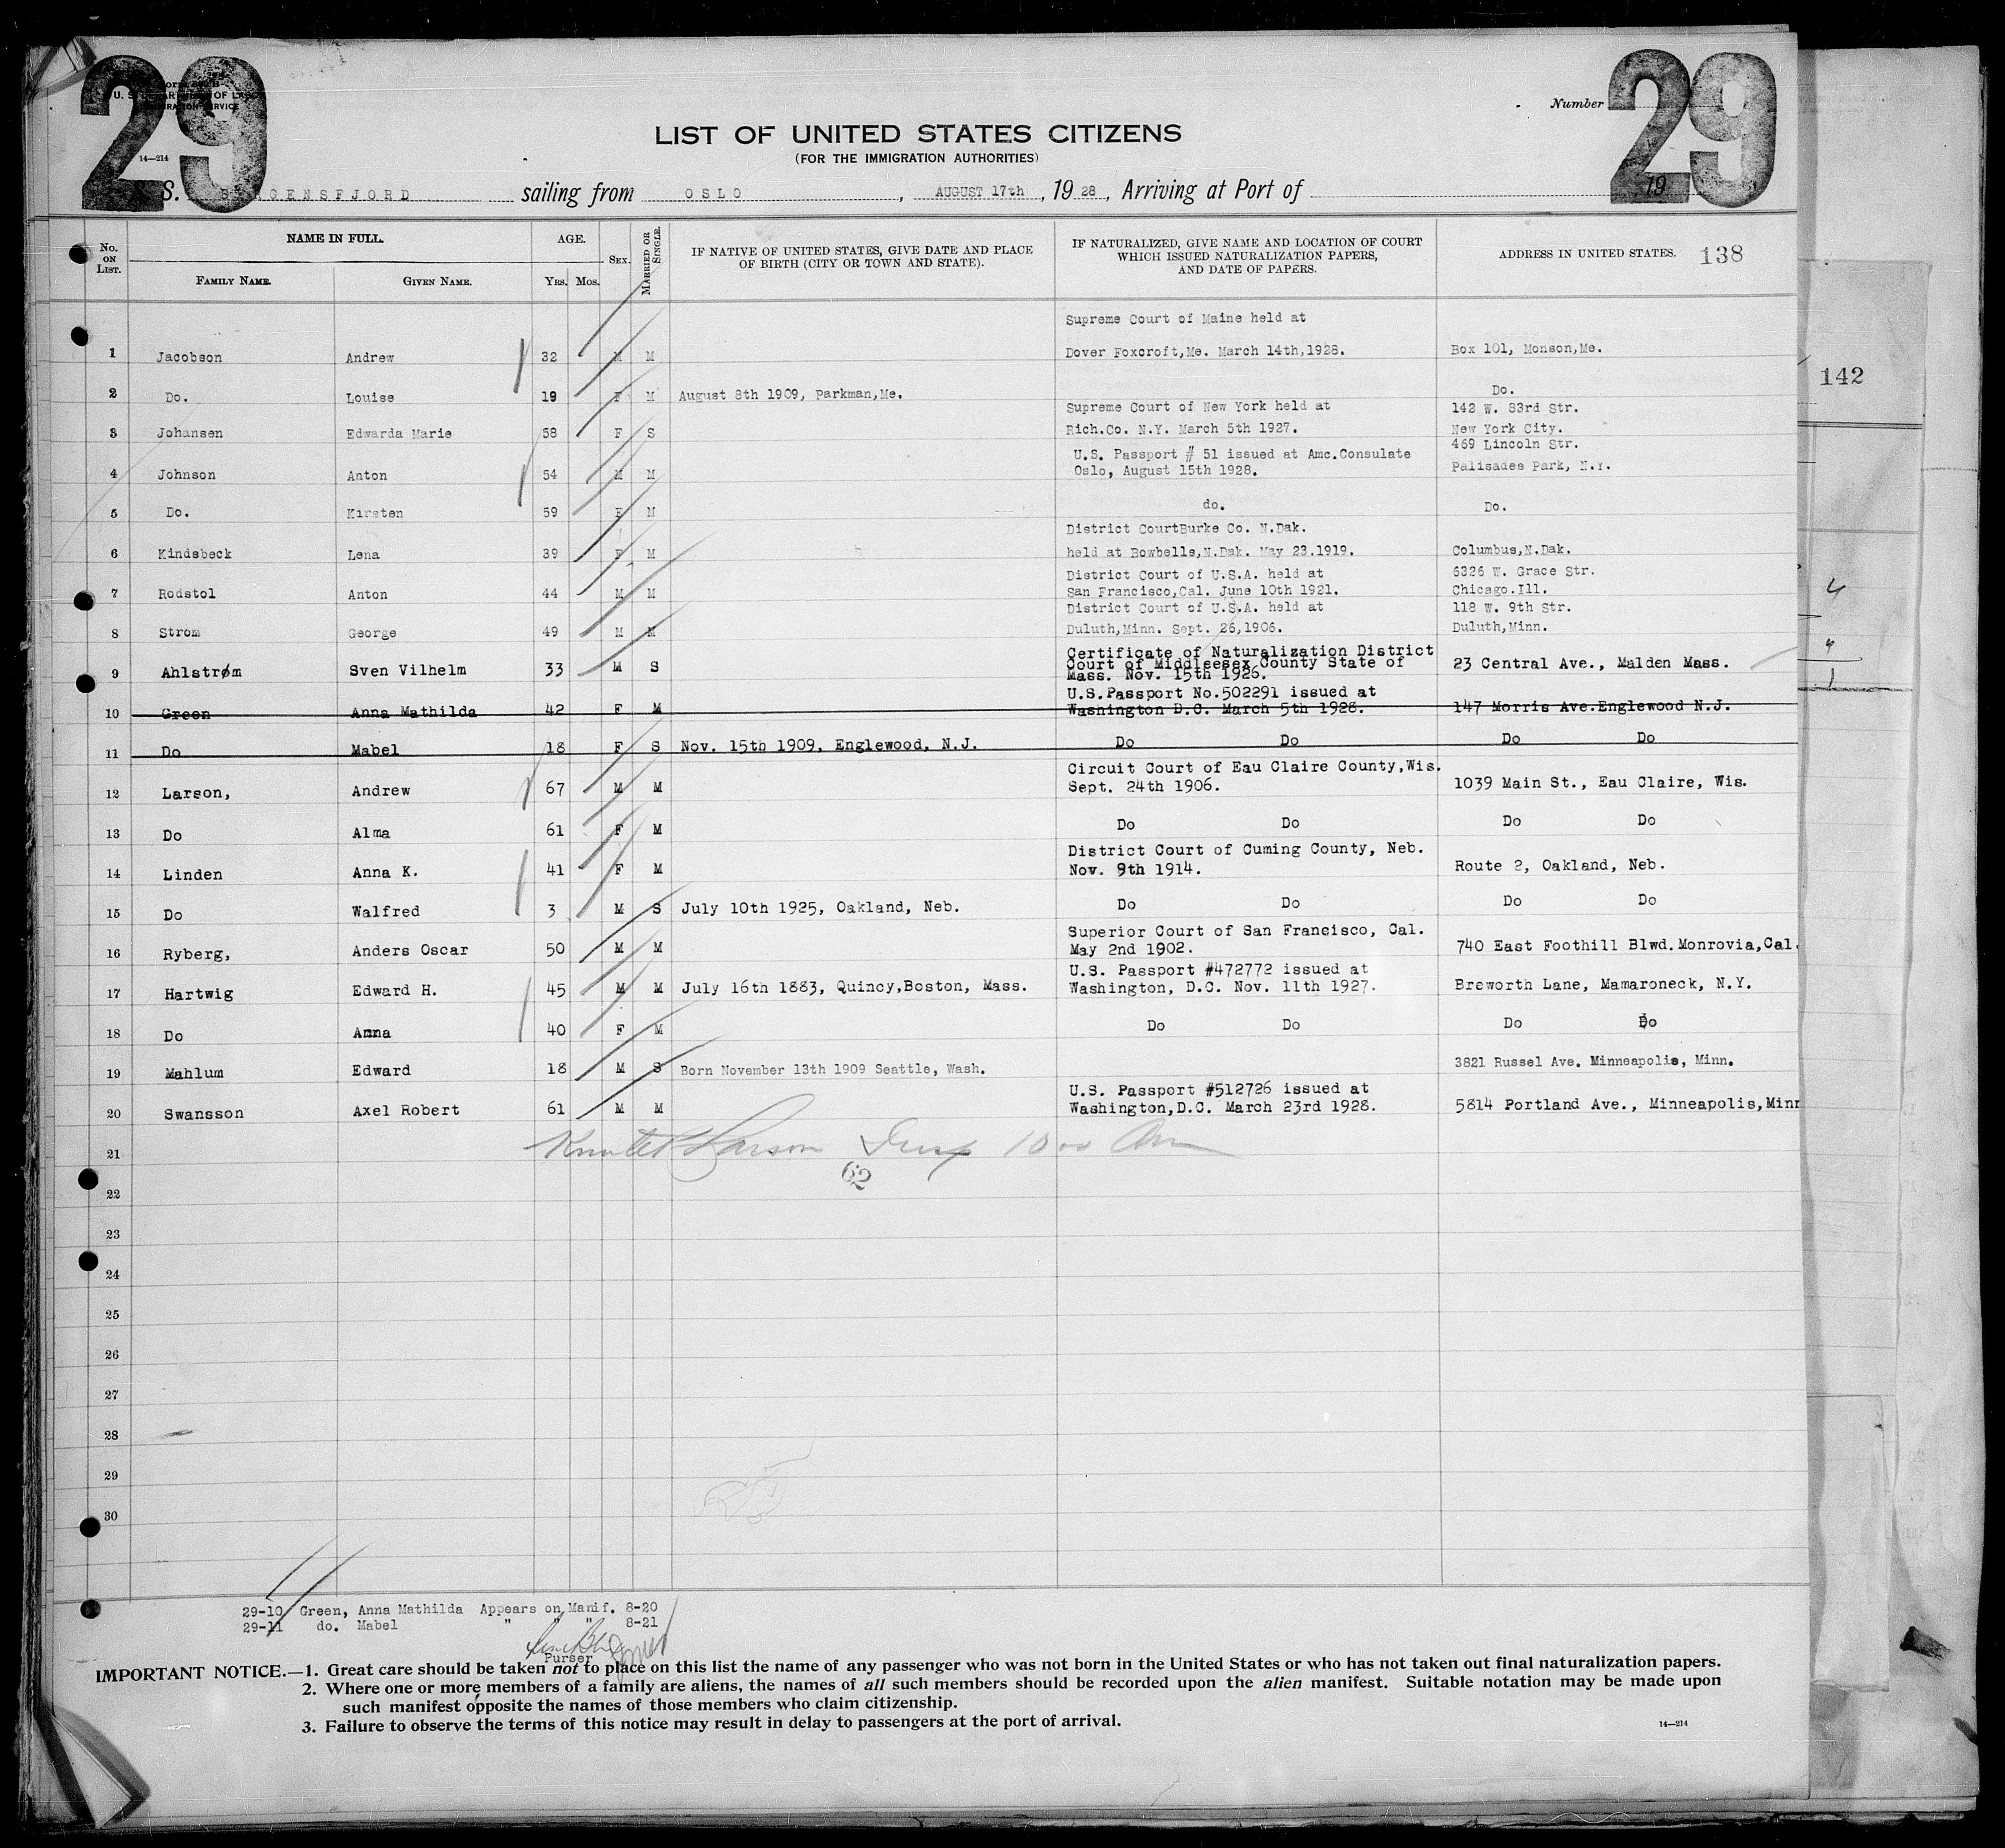 29
29
U. S. DEPARTMENT OF LABOR
IMMIGRATION SERVICE
14—214
Number
LIST OF UNITED STATES CITIZENS
(FOR THE IMMIGRATION AUTHORITIES)
S. BERGENSFJORD sailing from OSLO, AUGUST 17th, 19 28, Arriving at Port of 19
No. ON LIST. NAME IN FULL. FAMILY NAME. GIVEN NAME. AGE. YRS. MOS. SEX. MARRIED OR SINGLE. IF NATIVE OF UNITED STATES, GIVE DATE AND PLACE OF BIRTH (CITY OR TOWN AND STATE). IF NATURALIZED, GIVE NAME AND LOCATION OF COURT WHICH ISSUED NATURALIZATION PAPERS, AND DATE OF PAPERS. ADDRESS IN UNITED STATES. 138
Supreme Court of Maine held at
1 Jacobson Andrew 32 M M Dover Foxcroft,Me. March 14th,1928. Box 101, Monson,Me.
2 Do. Louise 19 F M August 8th 1909, Parkman,Me. Do.
Supreme Court of New York held at 142 W. 83rd Str.
3 Johansen Edwarda Marie 58 F S Rich.Co. N.Y. March 5th 1927. New York City.
U.S. Passport # 51 issued at Amc.Consulate 469 Lincoln Str.
4 Johnson Anton 54 M M Oslo, August 15th 1928. Palisades Park, N.Y.
5 Do. Kirsten 59 F M do. Do.
District CourtBurke Co. N.Dak.
6 Kindsbeck Lena 39 F M held at Bowbells,N.Dak. May 23.1919. Columbus,N.Dak.
District Court of U.S.A. held at 6326 W. Grace Str.
7 Rodstol Anton 44 M M San Francisco,Cal. June 10th 1921. Chicago.Ill.
District Court of U.S.A. held at 118 W. 9th Str.
8 Strom George 49 M M Duluth,Minn. Sept. 26,1906. Duluth,Minn.
Certificate of Naturalization District
Court of Middleesex County State of
9 Ahlstrøm Sven Vilhelm 33 M S Mass. Nov. 15th 1926. 23 Central Ave., Malden Mass.
U.S.Passport No.502291 issued at
10 Green Anna Mathilda 42 F M Washington D.C. March 5th 1928. 147 Morris Ave.Englewood N.J.
11 Do Mabel 18 F S Nov. 15th 1909, Englewood, N.J. Do Do Do Do
Circuit Court of Eau Claire County,Wis.
12 Larson, Andrew 67 M M Sept. 24th 1906. 1039 Main St., Eau Claire, Wis.
13 Do Alma 61 F M Do Do Do Do
District Court of Cuming County, Neb.
14 Linden Anna K. 41 F M Nov. 9th 1914. Route 2, Oakland, Neb.
15 Do Walfred 3 M S July 10th 1925, Oakland, Neb. Do Do Do Do
Superior Court of San Francisco, Cal.
16 Ryberg, Anders Oscar 50 M M May 2nd 1902. 740 East Foothill Blwd.Monrovia,Cal.
U.S. Passport #472772 issued at
17 Hartwig Edward H. 45 M M July 16th 1883, Quincy,Boston, Mass. Washington, D.C. Nov. 11th 1927. Breworth Lane, Mamaroneck, N.Y.
18 Do Anna 40 F M Do Do Do Do
19 Mahlum Edward 18 M S Born November 13th 1909 Seattle, Wash. 3821 Russel Ave. Minneapolis, Minn.
U.S. Passport #512726 issued at
20 Swansson Axel Robert 61 M M Washington,D.C. March 23rd 1928. 5814 Portland Ave., Minneapolis,Minn
21 Larson
62
22
23
24
25
26
27
28
29
30
29-10 Green, Anna Mathilda Appears on Manif. 8-20
29-11 do. Mabel " " " 8-21
Purser
IMPORTANT NOTICE.—1. Great care should be taken not to place on this list the name of any passenger who was not born in the United States or who has not taken out final naturalization papers.
2. Where one or more members of a family are aliens, the names of all such members should be recorded upon the alien manifest. Suitable notation may be made upon
such manifest opposite the names of those members who claim citizenship.
3. Failure to observe the terms of this notice may result in delay to passengers at the port of arrival.
14—214
142